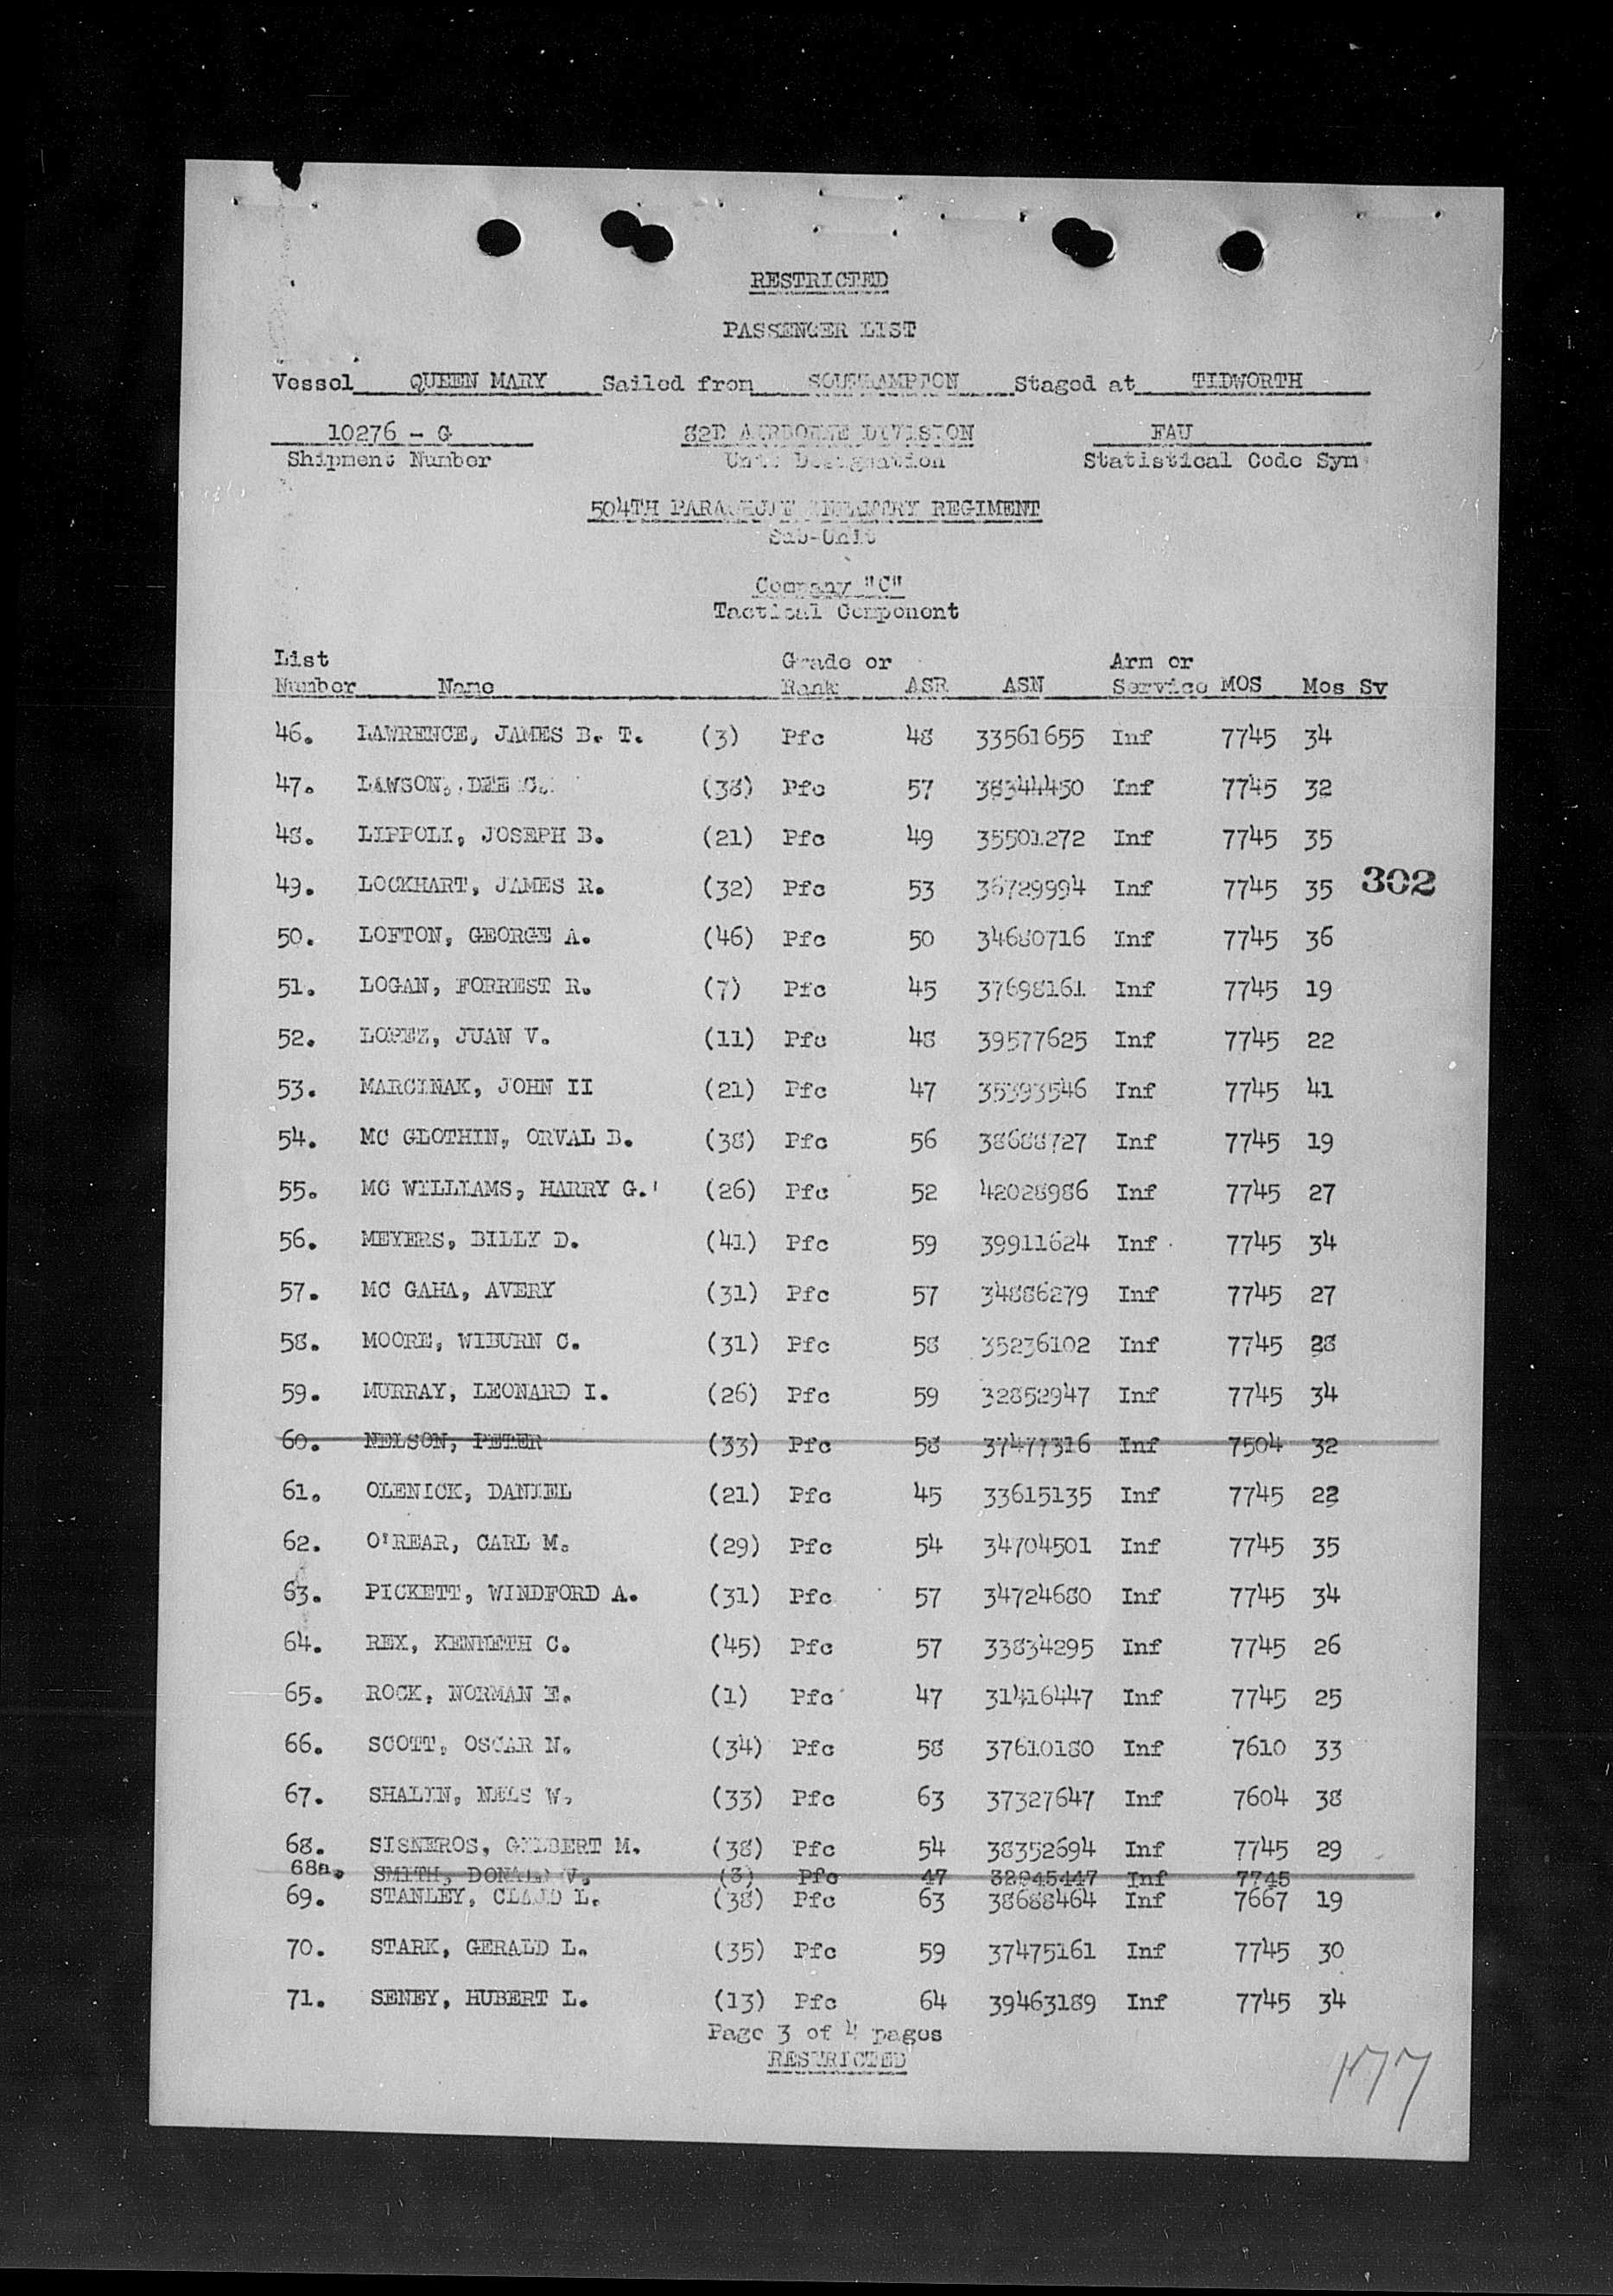 RESTRICTED
PASSENGER LIST
Vessel QUEEN MARY Sailed from SOUTHAMPTON Staged at TIDWORTH
10276 - G 82D AIRBORNE DIVISION FAU
Shipment Number Unit Designation Statistical Code Sym
504TH PARACHUTE INFANTRY REGIMENT
Sub-Unit
Company "C"
Tactical Component
List Grade or Arm or
Number Name Rank ASR ASN Service MOS Mos Sv
46. LAWRENCE, JAMES B. T. (3) Pfc 48 33561655 Inf 7745 34
47. LAWSON, DEE C. (38) Pfc 57 38344450 Inf 7745 32
48. LIPPOLI, JOSEPH B. (21) Pfc 49 35501272 Inf 7745 35
49. LOCKHART, JAMES R. (32) Pfc 53 36729994 Inf 7745 35 302
50. LOFTON, GEORGE A. (46) Pfc 50 34680716 Inf 7745 36
51. LOGAN, FORREST R. (7) Pfc 45 37698161 Inf 7745 19
52. LOPEZ, JUAN V. (11) Pfc 48 39577625 Inf 7745 22
53. MARCINAK, JOHN II (21) Pfc 47 35393546 Inf 7745 41
54. MC GLOTHIN, ORVAL B. (38) Pfc 56 38688727 Inf 7745 19
55. MC WILLIAMS, HARRY G. (26) Pfc 52 42028986 Inf 7745 27
56. MEYERS, BILLY D. (41) Pfc 59 39911624 Inf 7745 34
57. MC GAHA, AVERY (31) Pfc 57 34886279 Inf 7745 27
58. MOORE, WIBURN C. (31) Pfc 58 35236102 Inf 7745 28
59. MURRAY, LEONARD I. (26) Pfc 59 32852947 Inf 7745 34
60. NELSON, PETER (33) Pfc 58 37477316 Inf 7504 32
61. OLENICK, DANIEL (21) Pfc 45 33615135 Inf 7745 22
62. O'REAR, CARL M. (29) Pfc 54 34704501 Inf 7745 35
63. PICKETT, WINDFORD A. (31) Pfc 57 34724680 Inf 7745 34
64. REX, KENNETH C. (45) Pfc 57 33834295 Inf 7745 26
65. ROCK, NORMAN E. (1) Pfc 47 31416447 Inf 7745 25
66. SCOTT, OSCAR N. (34) Pfc 58 37610180 Inf 7610 33
67. SHALIN, NELS W. (33) Pfc 63 37327647 Inf 7604 38
68. SISNEROS, GILBERT M. (38) Pfc 54 38352694 Inf 7745 29
68a. SMITH, DONALD V. (3) Pfc 47 32945447 Inf 7745
69. STANLEY, CLAUD L. (38) Pfc 63 38688464 Inf 7667 19
70. STARK, GERALD L. (35) Pfc 59 37475161 Inf 7745 30
71. SENEY, HUBERT L. (13) Pfc 64 39463189 Inf 7745 34
Page 3 of 4 pages
RESTRICTED
177